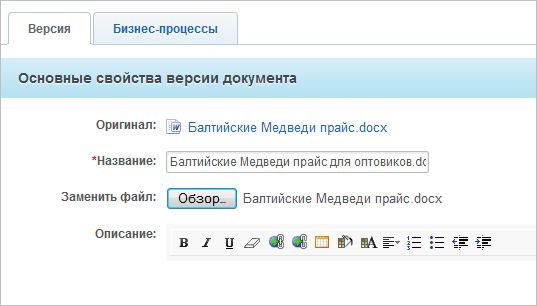 Версия Бизнес-процессы
Основные свойства версии документа
Оригинал: Балтийские Медведи прайс.docx
*Название: Балтийские Медведи прайс для оптовиков.do
Заменить файл: Обзор... Балтийские Медведи прайс.docx
Описание: B I U A